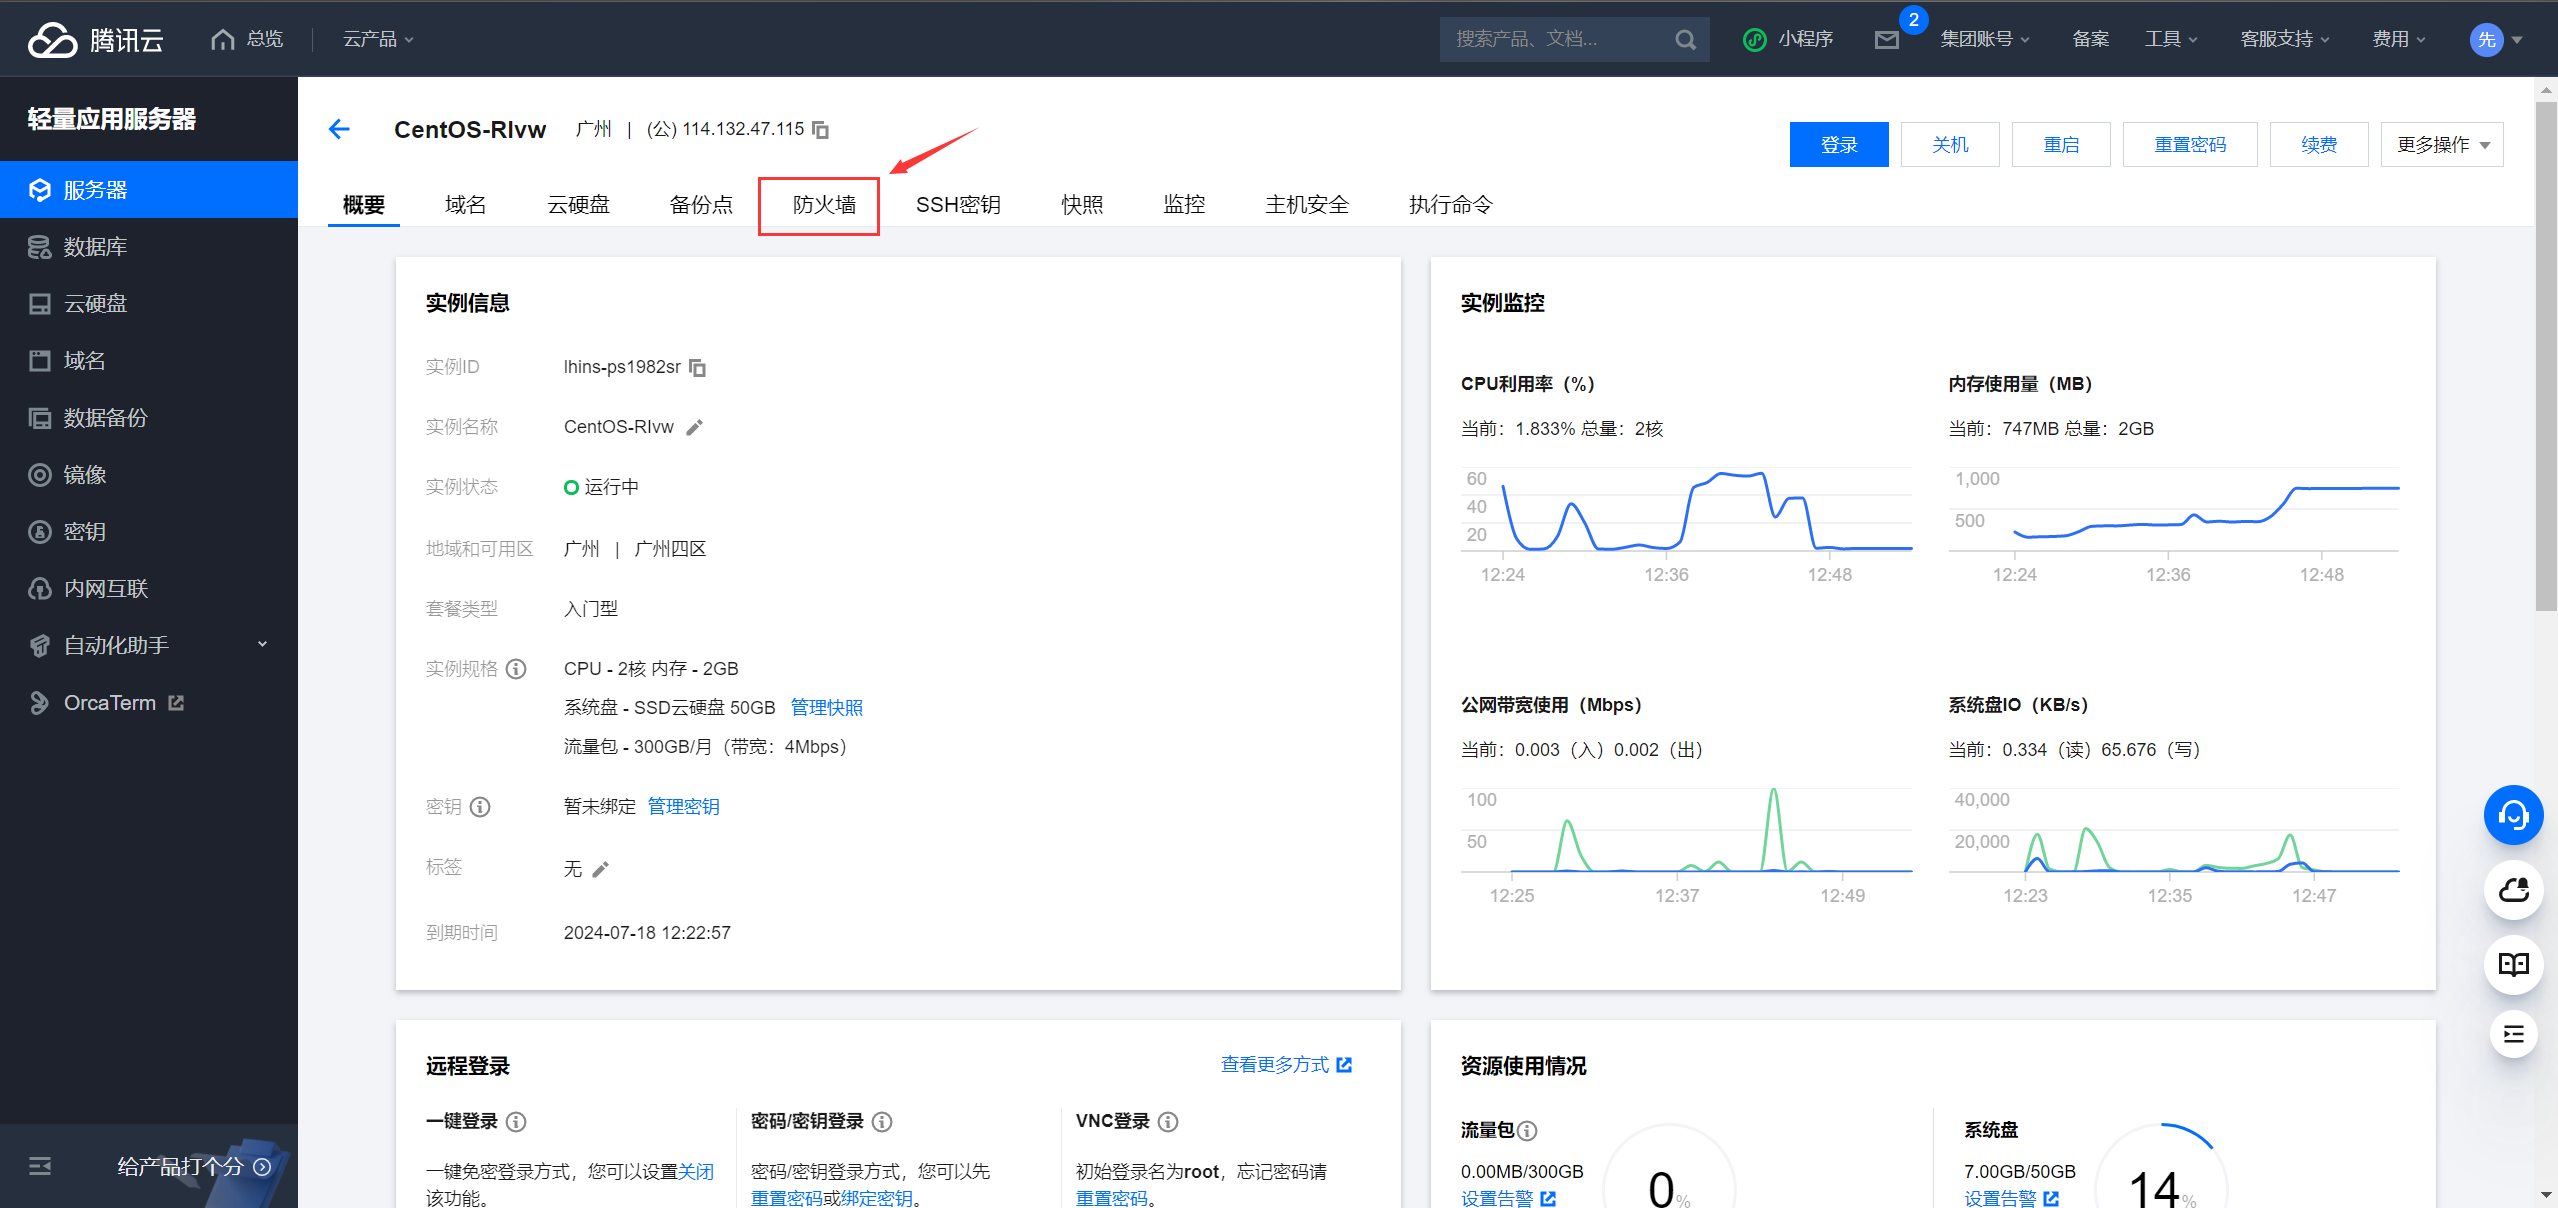 腾讯云
总览
云产品
搜索产品、文档...
小程序
2
集团账号
备案
工具
客服支持
费用
先
轻量应用服务器
服务器
数据库
云硬盘
域名
数据备份
镜像
密钥
内网互联
自动化助手
OrcaTerm
给产品打个分
CentOS-RIvw 广州 | (公) 114.132.47.115
登录
关机
重启
重置密码
续费
更多操作
概要
域名
云硬盘
备份点
防火墙
SSH密钥
快照
监控
主机安全
执行命令
实例信息
实例ID lhins-ps1982sr
实例名称 CentOS-RIvw
实例状态 运行中
地域和可用区 广州 | 广州四区
套餐类型 入门型
实例规格 CPU - 2核 内存 - 2GB
系统盘 - SSD云硬盘 50GB 管理快照
流量包 - 300GB/月（带宽：4Mbps）
密钥 暂未绑定 管理密钥
标签 无
到期时间 2024-07-18 12:22:57
实例监控
CPU利用率（%）
当前：1.833% 总量：2核
60
40
20
12:24 12:36 12:48
内存使用量（MB）
当前：747MB 总量：2GB
1,000
500
12:24 12:36 12:48
公网带宽使用（Mbps）
当前：0.003（入）0.002（出）
100
50
12:25 12:37 12:49
系统盘IO（KB/s）
当前：0.334（读）65.676（写）
40,000
20,000
12:23 12:35 12:47
远程登录
查看更多方式
一键登录
一键免密登录方式，您可以设置关闭
该功能。
密码/密钥登录
密码/密钥登录方式，您可以先
重置密码或绑定密钥。
VNC登录
初始登录名为root，忘记密码请
重置密码。
资源使用情况
流量包
0.00MB/300GB
设置告警
0%
系统盘
7.00GB/50GB
设置告警
14%